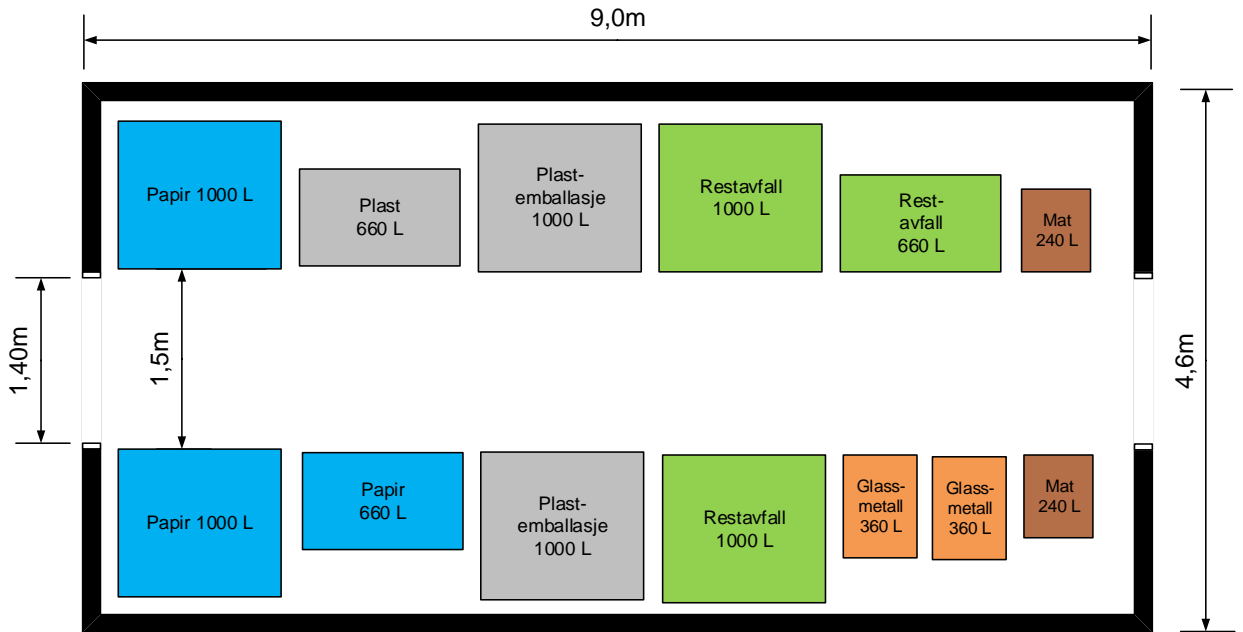 9,0m
Papir 1000 L
Plast
660 L
Plast-
emballasje
1000 L
Restavfall
1000 L
Rest-
avfall
660 L
Mat
240 L
1,40m
1,5m
4,6m
Papir 1000 L
Papir
660 L
Plast-
emballasje
1000 L
Restavfall
1000 L
Glass-
metall
360 L
Glass-
metall
360 L
Mat
240 L